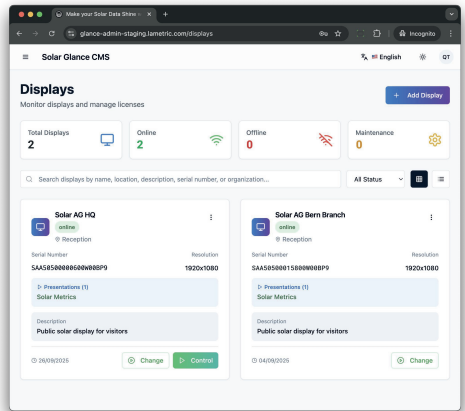 Make your Solar Data Shine
glance-admin-staging.lametric.com/displays
Incognito
Solar Glance CMS
English
QT
Displays
Monitor displays and manage licenses
+ Add Display
Total Displays
2
Online
2
Offline
0
Maintenance
0
Search displays by name, location, description, serial number, or organization...
All Status
Solar AG HQ
online
Reception
Serial Number Resolution
SAA50500000600W00BP9 1920x1080
Presentations (1)
Solar Metrics
Description
Public solar display for visitors
26/09/2025
Change
Control
Solar AG Bern Branch
online
Reception
Serial Number Resolution
SAA50500015800W00BP9 1920x1080
Presentations (1)
Solar Metrics
Description
Public solar display for visitors
04/09/2025
Change